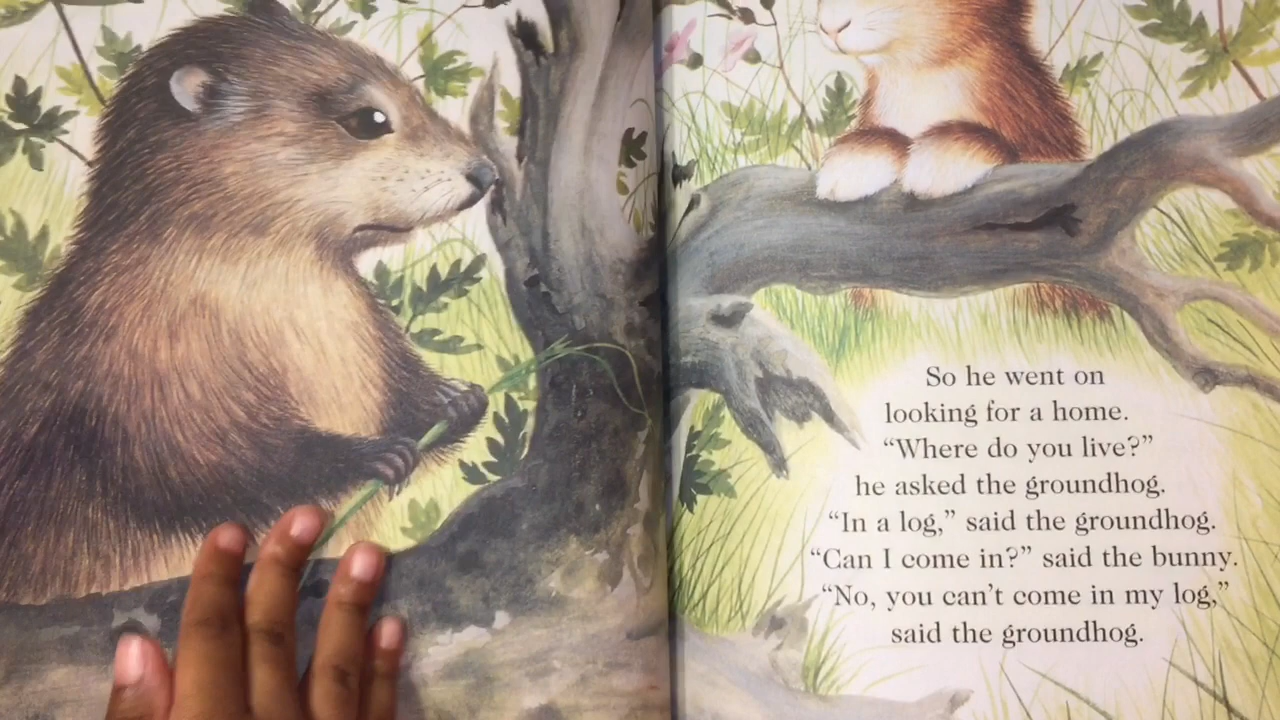 So he went on
looking for a home.
“Where do you live?”
he asked the groundhog.
“In a log,” said the groundhog.
“Can I come in?” said the bunny.
“No, you can’t come in my log,”
said the groundhog.